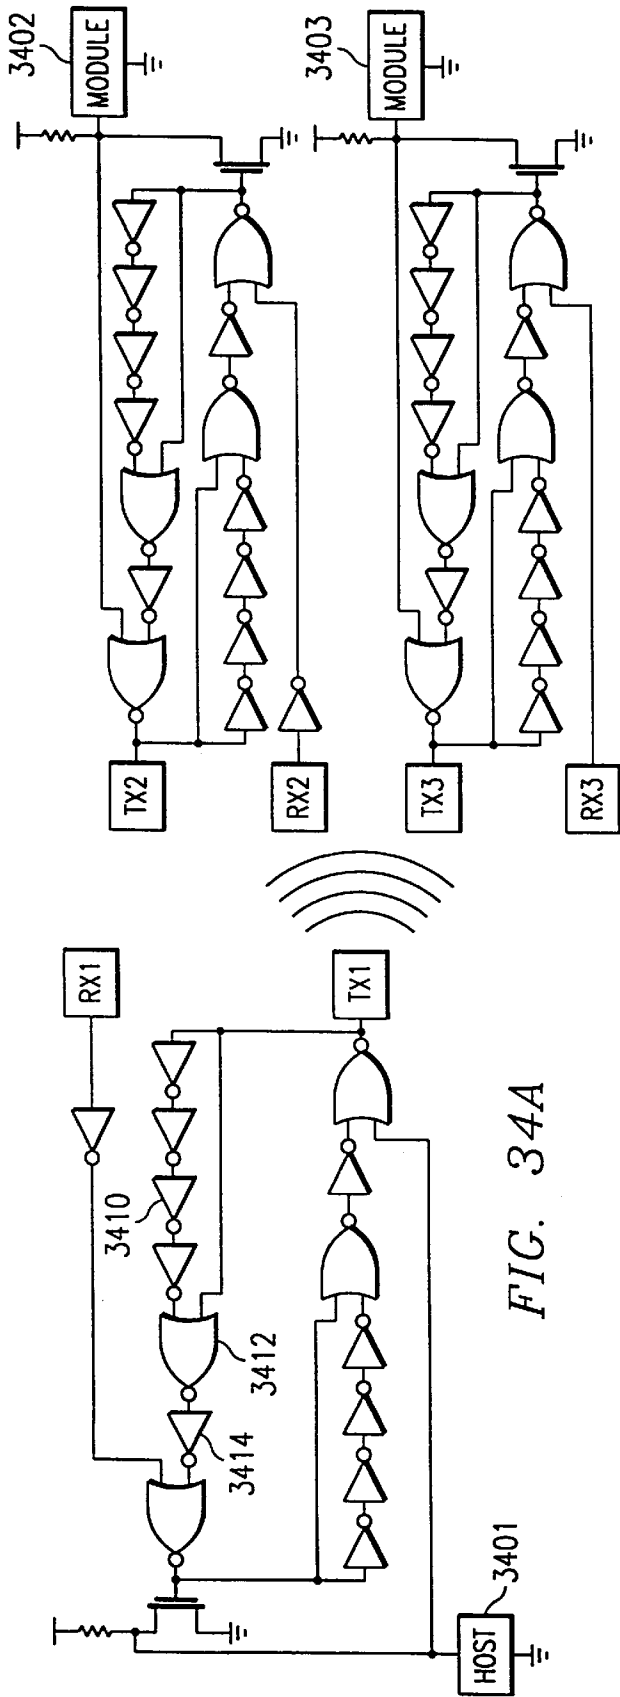 3402
MODULE
3403
MODULE
TX2
RX2
TX3
RX3
RX1
TX1
3410
3412
3414
HOST
3401
FIG. 34A